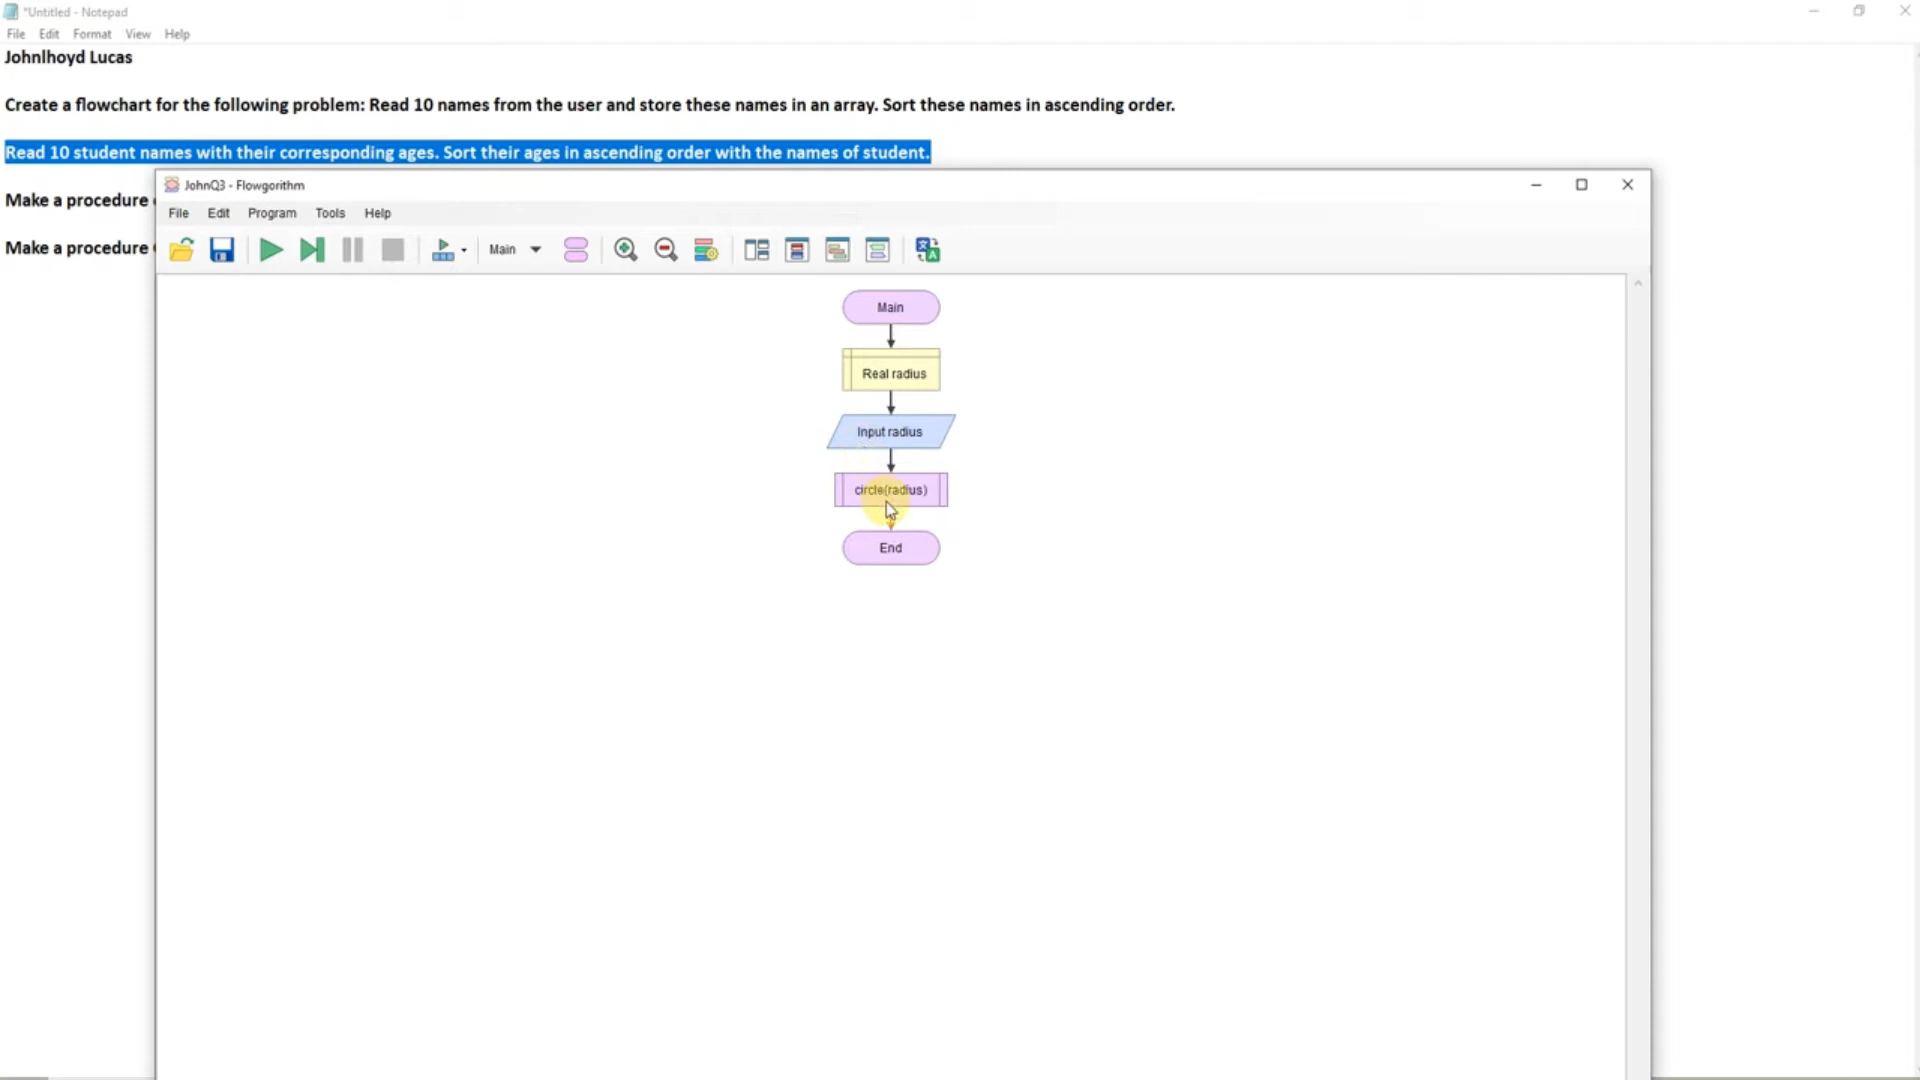 *Untitled - Notepad
File Edit Format View Help
Johnlhoyd Lucas
Create a flowchart for the following problem: Read 10 names from the user and store these names in an array. Sort these names in ascending order.
Read 10 student names with their corresponding ages. Sort their ages in ascending order with the names of student.
Make a procedure
Make a procedure
JohnQ3 - Flowgorithm
File Edit Program Tools Help
Main
Main
Real radius
Input radius
circle(radius)
End